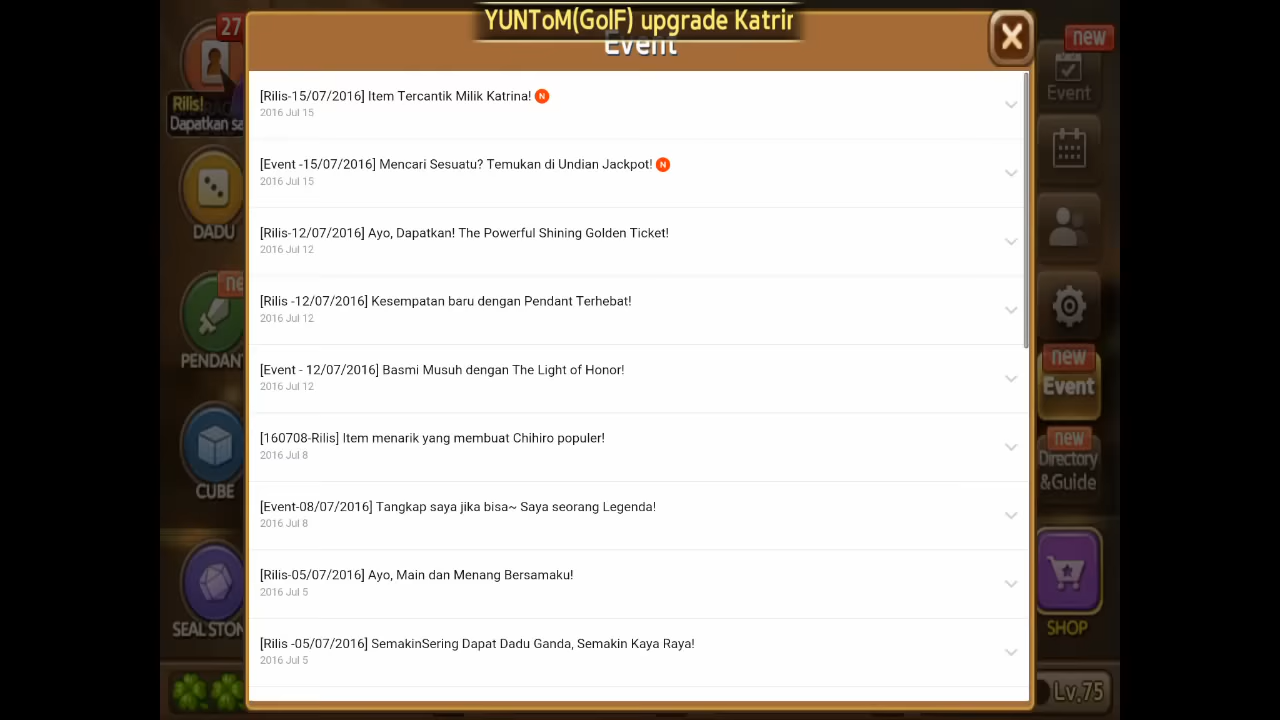 YUNToM(GolF) upgrade Katrin
Event
27
Rilis!
Dapatkan sa
DADU
PENDANT
CUBE
SEAL STON
[Rilis-15/07/2016] Item Tercantik Milik Katrina! N
2016 Jul 15
[Event -15/07/2016] Mencari Sesuatu? Temukan di Undian Jackpot! N
2016 Jul 15
[Rilis-12/07/2016] Ayo, Dapatkan! The Powerful Shining Golden Ticket!
2016 Jul 12
[Rilis -12/07/2016] Kesempatan baru dengan Pendant Terhebat!
2016 Jul 12
[Event - 12/07/2016] Basmi Musuh dengan The Light of Honor!
2016 Jul 12
[160708-Rilis] Item menarik yang membuat Chihiro populer!
2016 Jul 8
[Event-08/07/2016] Tangkap saya jika bisa~ Saya seorang Legenda!
2016 Jul 8
[Rilis-05/07/2016] Ayo, Main dan Menang Bersamaku!
2016 Jul 5
[Rilis -05/07/2016] SemakinSering Dapat Dadu Ganda, Semakin Kaya Raya!
2016 Jul 5
new
Event
new
Event
new
Directory
&Guide
SHOP
Lv.75